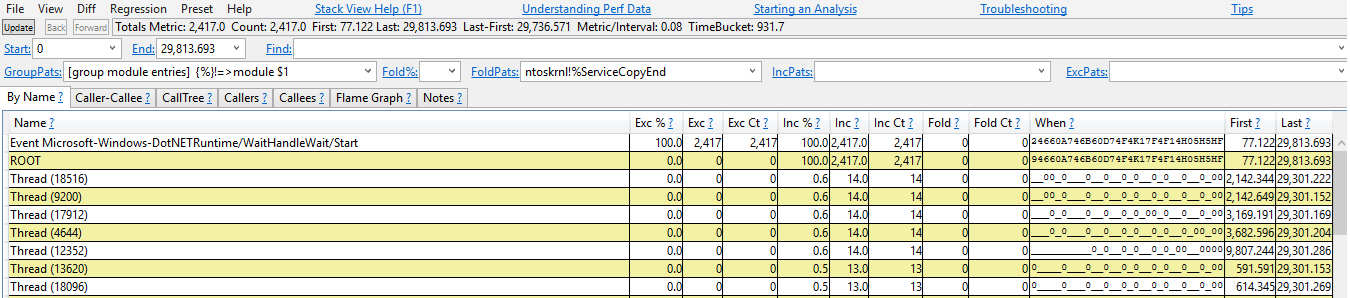 File View Diff Regression Preset Help Stack View Help (F1) Understanding Perf Data Starting an Analysis Troubleshooting Tips
Update Back Forward Totals Metric: 2,417.0 Count: 2,417.0 First: 77.122 Last: 29,813.693 Last-First: 29,736.571 Metric/Interval: 0.08 TimeBucket: 931.7
Start: 0 End: 29,813.693 Find:
GroupPats: [group module entries] {%}!=>module $1 Fold%: FoldPats: ntoskrnl!%ServiceCopyEnd IncPats: ExcPats:
By Name ? Caller-Callee ? CallTree ? Callers ? Callees ? Flame Graph ? Notes ?
Name ? Exc % ? Exc ? Exc Ct ? Inc % ? Inc ? Inc Ct ? Fold ? Fold Ct ? When ? First ? Last ?
Event Microsoft-Windows-DotNETRuntime/WaitHandleWait/Start 100.0 2,417 2,417 100.0 2,417.0 2,417 0 0 24660A746B60D74F4K17F4F14H05H5HF 77.122 29,813.693
ROOT 0.0 0 0 100.0 2,417.0 2,417 0 0 94660A746B60D74F4K17F4F14H05H5HF 77.122 29,813.693
Thread (18516) 0.0 0 0 0.6 14.0 14 0 0 2,142.344 29,301.222
Thread (9200) 0.0 0 0 0.6 14.0 14 0 0 2,142.649 29,301.152
Thread (17912) 0.0 0 0 0.6 14.0 14 0 0 3,169.191 29,301.169
Thread (4644) 0.0 0 0 0.6 14.0 14 0 0 3,682.596 29,301.204
Thread (12352) 0.0 0 0 0.6 14.0 14 0 0 9,807.244 29,301.286
Thread (13620) 0.0 0 0 0.5 13.0 13 0 0 591.591 29,301.153
Thread (18096) 0.0 0 0 0.5 13.0 13 0 0 614.345 29,301.269